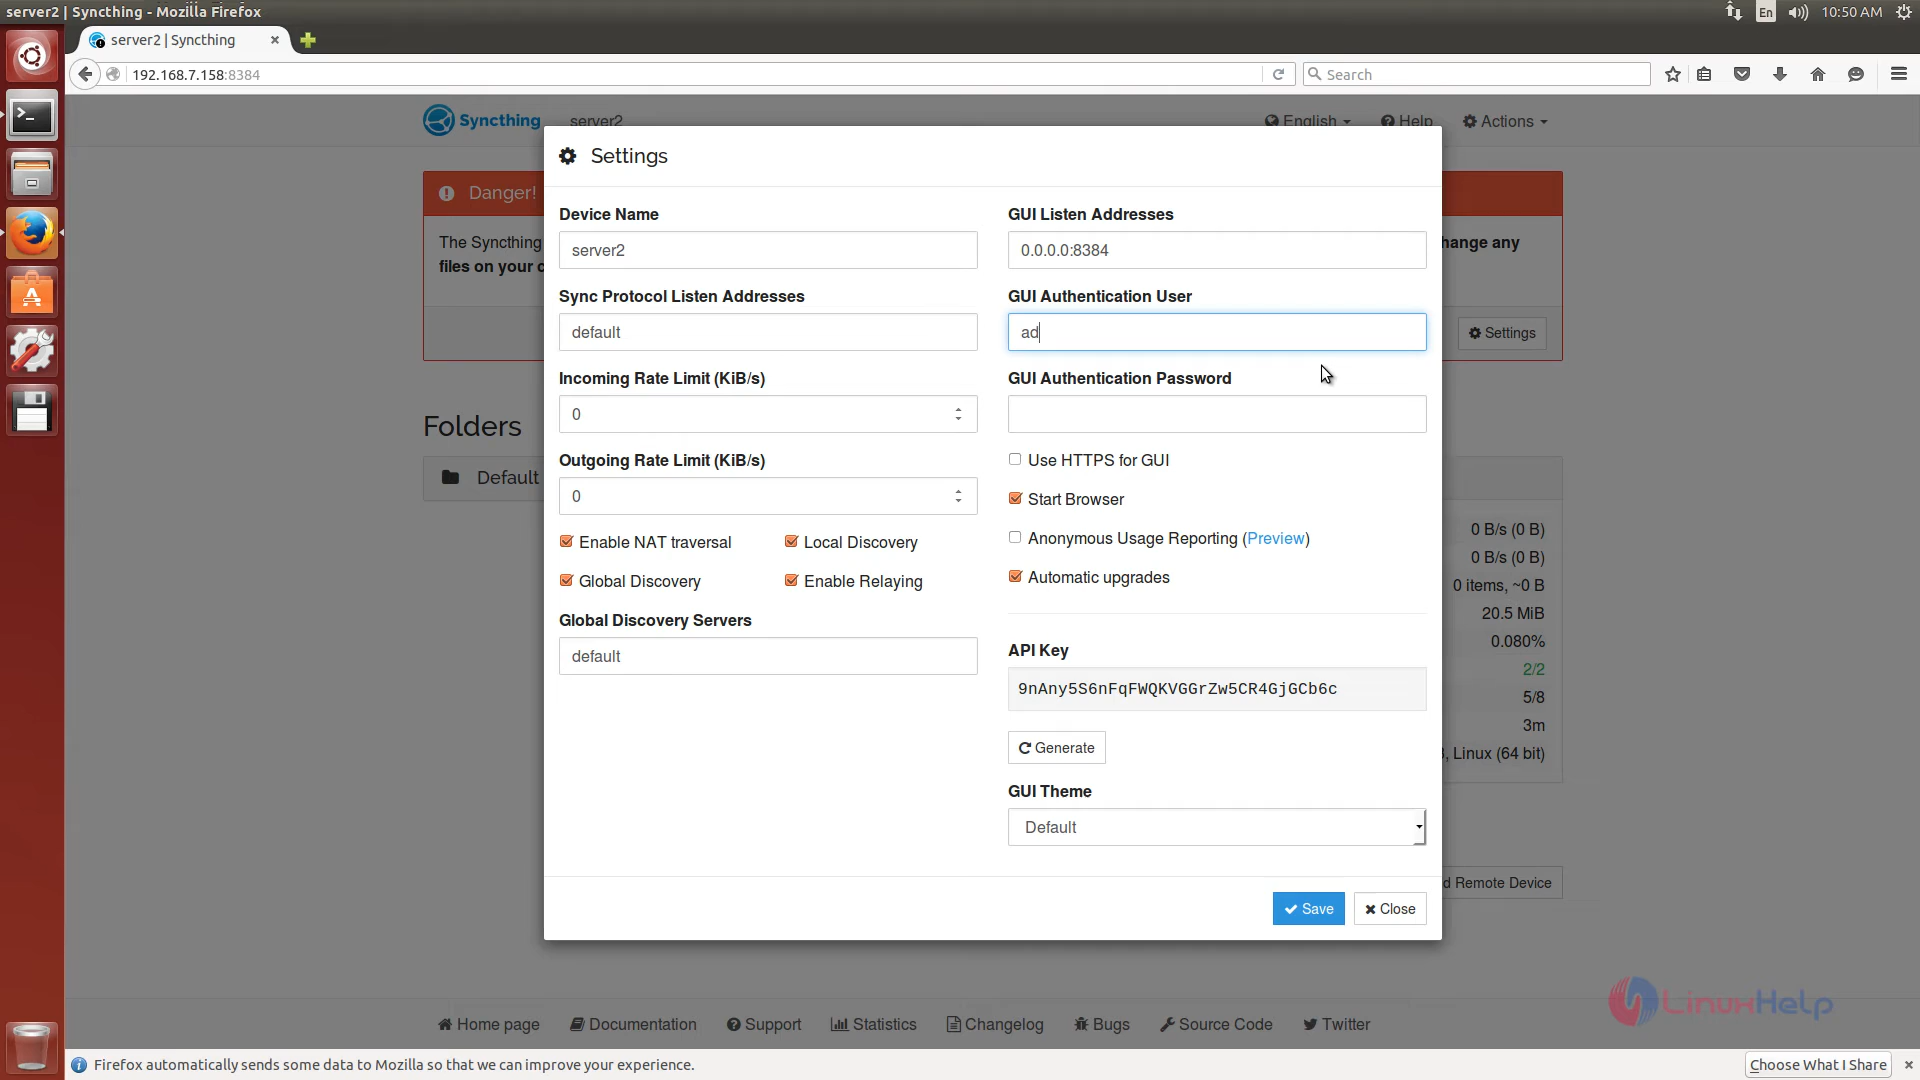 server2 | Syncthing - Mozilla Firefox
En
10:50 AM
server2 | Syncthing
192.168.7.158:8384
Search
Syncthing
server2
English
Help
Actions
Danger!
The Syncthing
hange any
files on your c
Settings
Folders
Default
Settings
Device Name
server2
Sync Protocol Listen Addresses
default
Incoming Rate Limit (KiB/s)
0
Outgoing Rate Limit (KiB/s)
0
Enable NAT traversal
Local Discovery
Global Discovery
Enable Relaying
Global Discovery Servers
default
GUI Listen Addresses
0.0.0.0:8384
GUI Authentication User
ad
GUI Authentication Password
Use HTTPS for GUI
Start Browser
Anonymous Usage Reporting (Preview)
Automatic upgrades
API Key
9nAny5S6nFqFWQKVGGrZw5CR4GjGCb6c
Generate
GUI Theme
Default
Save
Close
0 B/s (0 B)
0 B/s (0 B)
0 items, ~0 B
20.5 MiB
0.080%
2/2
5/8
3m
, Linux (64 bit)
d Remote Device
LinuxHelp
Home page
Documentation
Support
Statistics
Changelog
Bugs
Source Code
Twitter
Firefox automatically sends some data to Mozilla so that we can improve your experience.
Choose What I Share